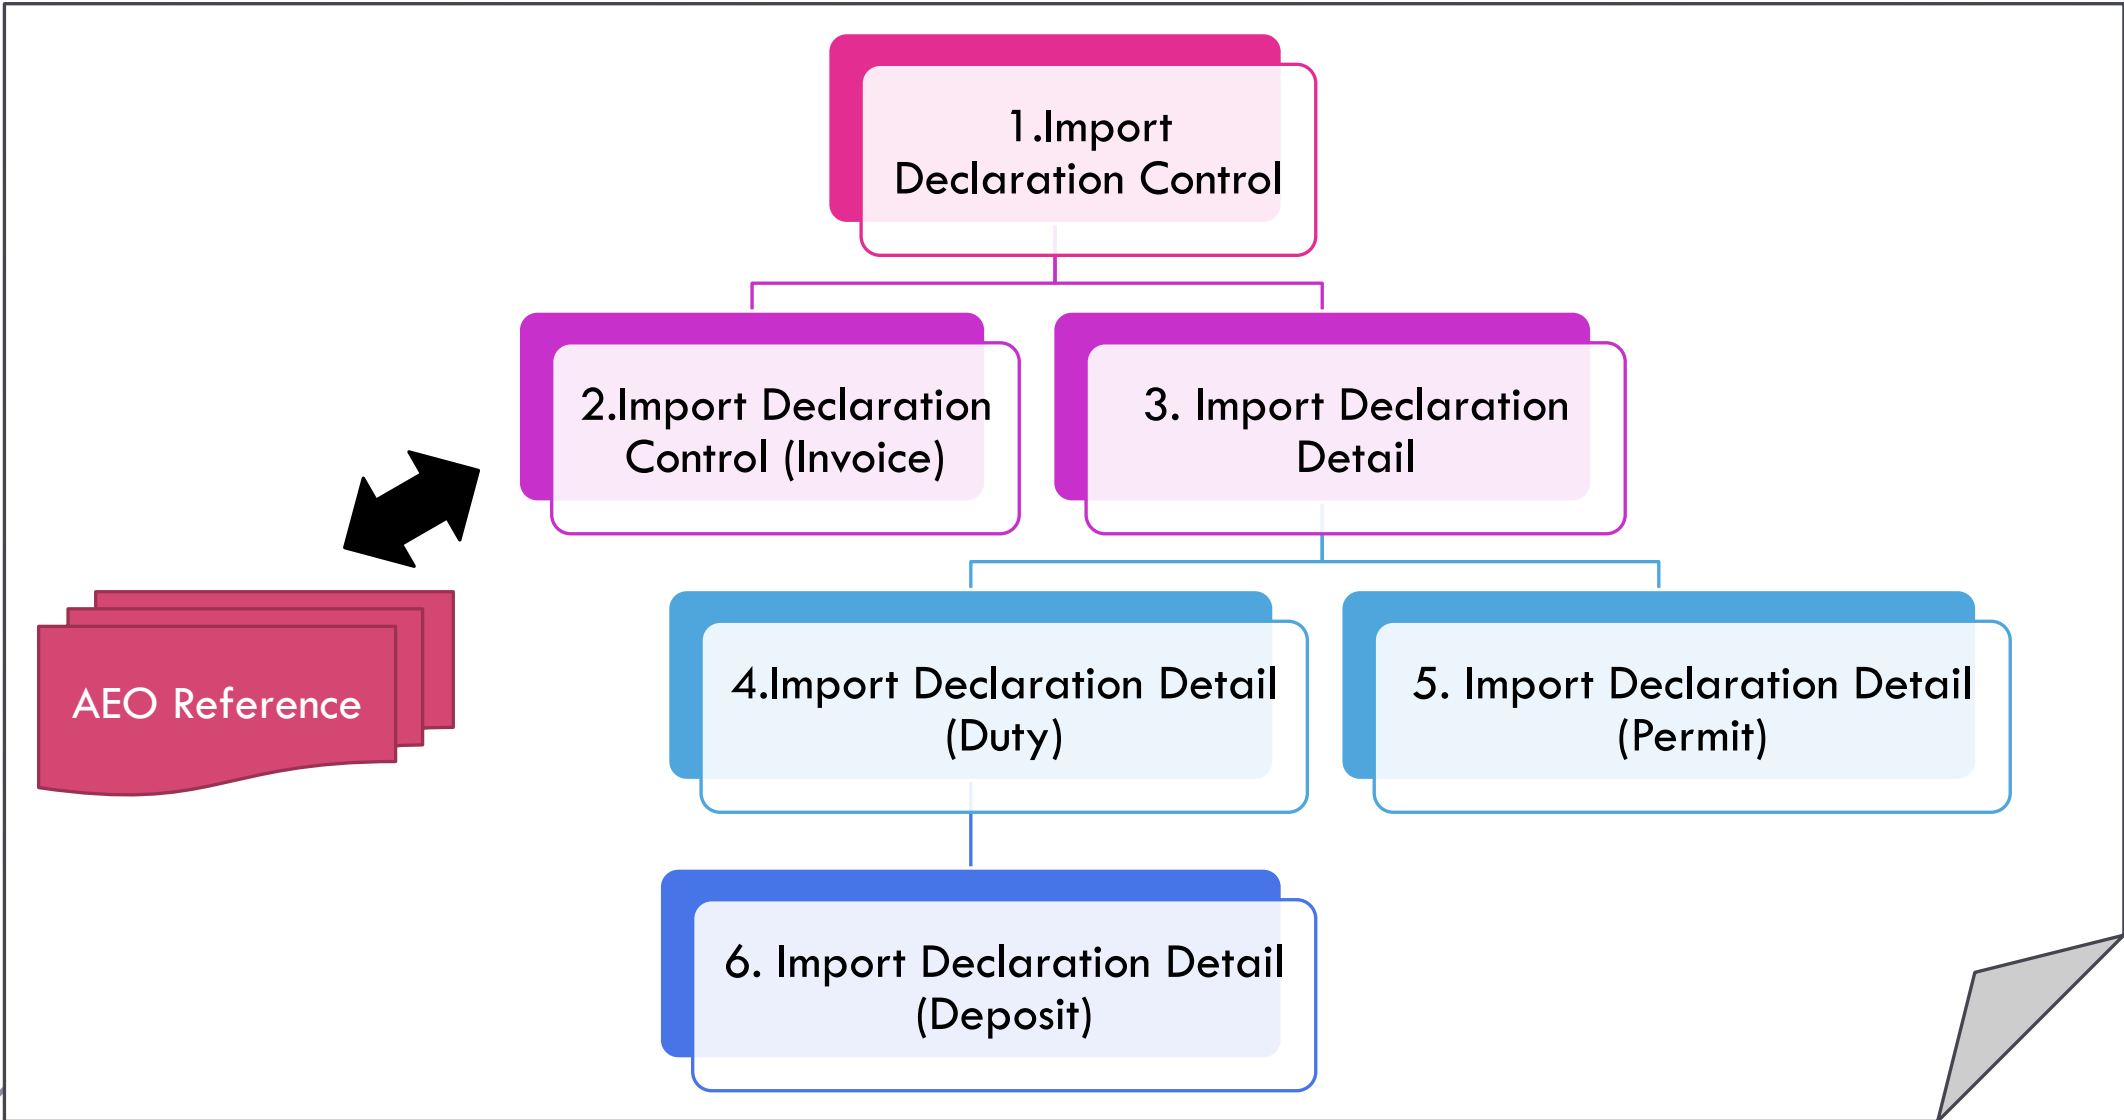 1.Import
Declaration Control
2.Import Declaration
Control (Invoice)
3. Import Declaration
Detail
AEO Reference
4.Import Declaration Detail
(Duty)
5. Import Declaration Detail
(Permit)
6. Import Declaration Detail
(Deposit)